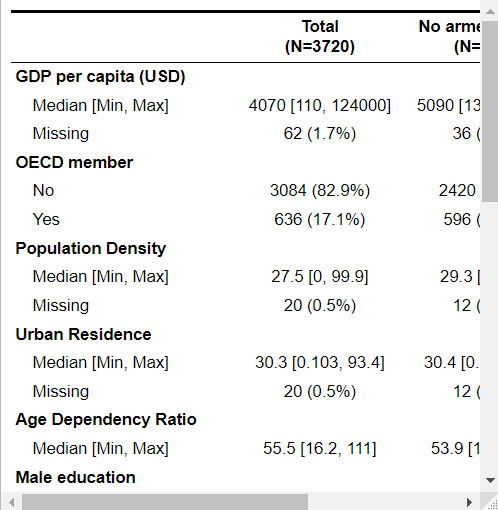 Total No
(N=3720) (N=
GDP per capita (USD)
Median [Min, Max] 4070 [110, 124000] 5090 [13
Missing 62 (1.7%) 36 (
OECD member
No 3084 (82.9%) 2420
Yes 636 (17.1%) 596 (
Population Density
Median [Min, Max] 27.5 [0, 99.9] 29.3 [
Missing 20 (0.5%) 12 (
Urban Residence
Median [Min, Max] 30.3 [0.103, 93.4] 30.4 [0.
Missing 20 (0.5%) 12 (
Age Dependency Ratio
Median [Min, Max] 55.5 [16.2, 111] 53.9 [1
Male education